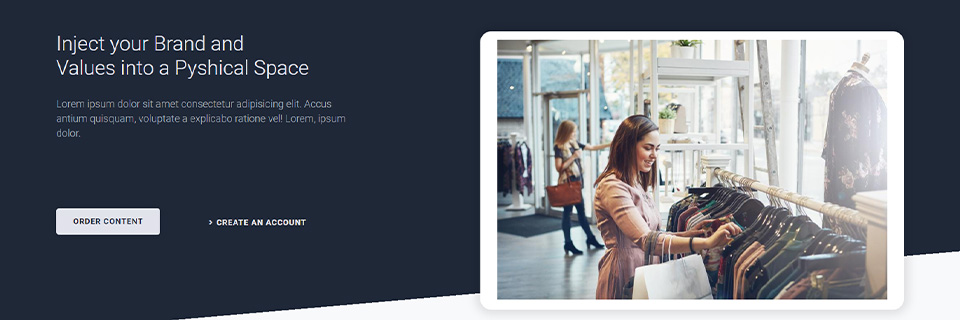 Inject your Brand and
Values into a Pyshical Space
Lorem ipsum dolor sit amet consectetur adipisicing elit. Accus
antium quisquam, voluptate a explicabo ratione vel! Lorem, ipsum
dolor.
ORDER CONTENT
> CREATE AN ACCOUNT